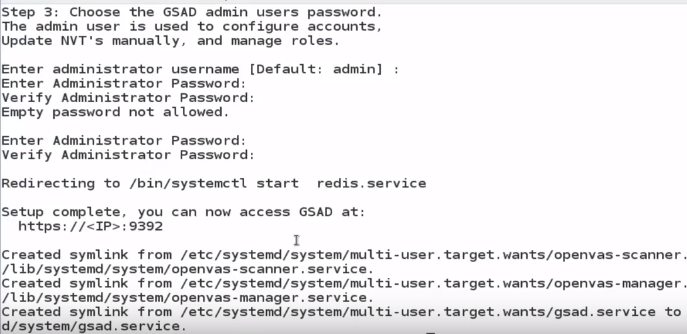 Step 3: Choose the GSAD admin users password.
The admin user is used to configure accounts,
Update NVT's manually, and manage roles.
Enter administrator username [Default: admin] :
Enter Administrator Password:
Verify Administrator Password:
Empty password not allowed.
Enter Administrator Password:
Verify Administrator Password:
Redirecting to /bin/systemctl start  redis.service
Setup complete, you can now access GSAD at:
https://<IP>:9392
Created symlink from /etc/systemd/system/multi-user.target.wants/openvas-scanner.
/lib/systemd/system/openvas-scanner.service.
Created symlink from /etc/systemd/system/multi-user.target.wants/openvas-manager.
/lib/systemd/system/openvas-manager.service.
Created symlink from /etc/systemd/system/multi-user.target.wants/gsad.service to
d/system/gsad.service.